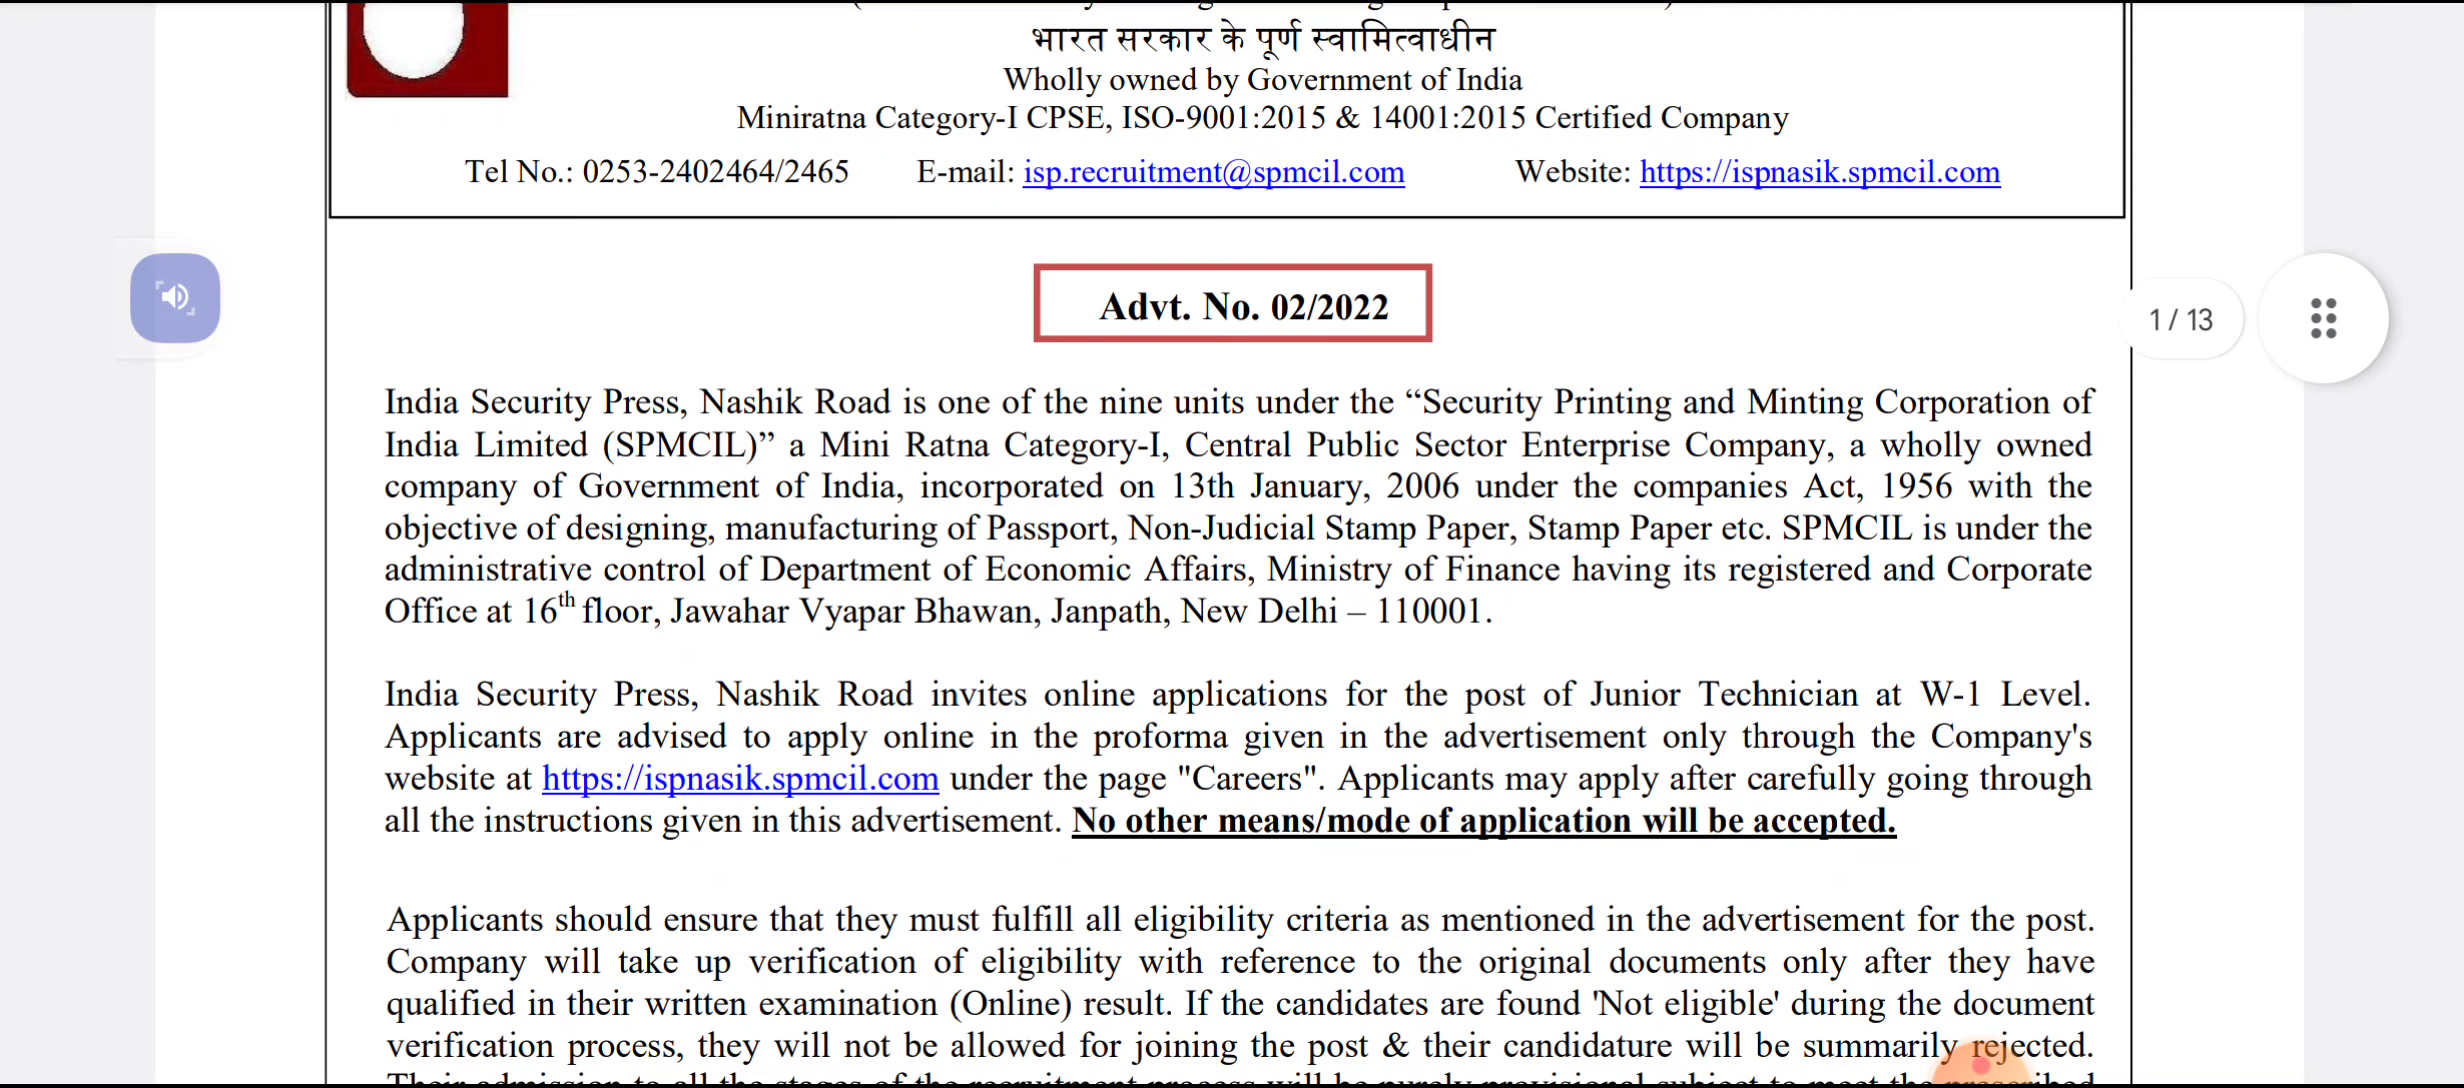 भारत सरकार के पूर्ण स्वामित्वाधीन
Wholly owned by Government of India
Miniratna Category-I CPSE, ISO-9001:2015 & 14001:2015 Certified Company
Tel No.: 0253-2402464/2465 E-mail: isp.recruitment@spmcil.com Website: https://ispnasik.spmcil.com
Advt. No. 02/2022
1 / 13
India Security Press, Nashik Road is one of the nine units under the “Security Printing and Minting Corporation of
India Limited (SPMCIL)” a Mini Ratna Category-I, Central Public Sector Enterprise Company, a wholly owned
company of Government of India, incorporated on 13th January, 2006 under the companies Act, 1956 with the
objective of designing, manufacturing of Passport, Non-Judicial Stamp Paper, Stamp Paper etc. SPMCIL is under the
administrative control of Department of Economic Affairs, Ministry of Finance having its registered and Corporate
Office at 16th floor, Jawahar Vyapar Bhawan, Janpath, New Delhi – 110001.
India Security Press, Nashik Road invites online applications for the post of Junior Technician at W-1 Level.
Applicants are advised to apply online in the proforma given in the advertisement only through the Company's
website at https://ispnasik.spmcil.com under the page "Careers". Applicants may apply after carefully going through
all the instructions given in this advertisement. No other means/mode of application will be accepted.
Applicants should ensure that they must fulfill all eligibility criteria as mentioned in the advertisement for the post.
Company will take up verification of eligibility with reference to the original documents only after they have
qualified in their written examination (Online) result. If the candidates are found 'Not eligible' during the document
verification process, they will not be allowed for joining the post & their candidature will be summarily rejected.